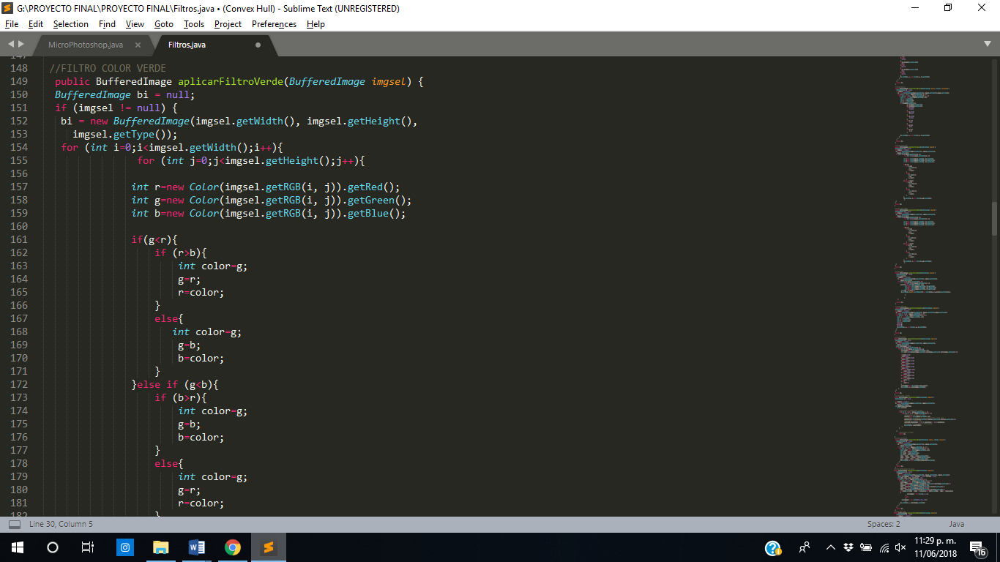 G:\PROYECTO FINAL\PROYECTO FINAL\Filtros.java • (Convex Hull) - Sublime Text (UNREGISTERED)
File Edit Selection Find View Goto Tools Project Preferences Help
MicroPhotoshop.java × Filtros.java
147
148 //FILTRO COLOR VERDE
149 public BufferedImage aplicarFiltroVerde(BufferedImage imgsel) {
150 BufferedImage bi = null;
151 if (imgsel != null) {
152 bi = new BufferedImage(imgsel.getWidth(), imgsel.getHeight(),
153 imgsel.getType());
154 for (int i=0;i<imgsel.getWidth();i++){
155 for (int j=0;j<imgsel.getHeight();j++){
156
157 int r=new Color(imgsel.getRGB(i, j)).getRed();
158 int g=new Color(imgsel.getRGB(i, j)).getGreen();
159 int b=new Color(imgsel.getRGB(i, j)).getBlue();
160
161 if(g<r){
162 if (r>b){
163 int color=g;
164 g=r;
165 r=color;
166 }
167 else{
168 int color=g;
169 g=b;
170 b=color;
171 }
172 }else if (g<b){
173 if (b>r){
174 int color=g;
175 g=b;
176 b=color;
177 }
178 else{
179 int color=g;
180 g=r;
181 r=color;
182 }
Line 30, Column 5 Spaces: 2 Java
11:29 p. m.
11/06/2018
16